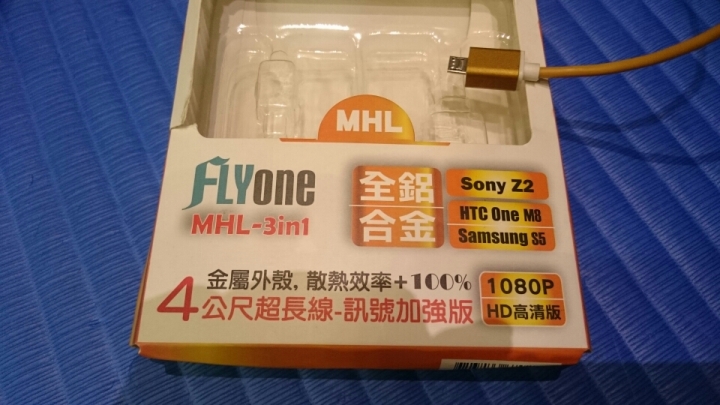 MHL
FLYone
MHL-3in1
全鋁
合金
Sony Z2
HTC One M8
Samsung S5
金屬外殼, 散熱效率+100%
4公尺超長線-訊號加強版
1080P
HD高清版